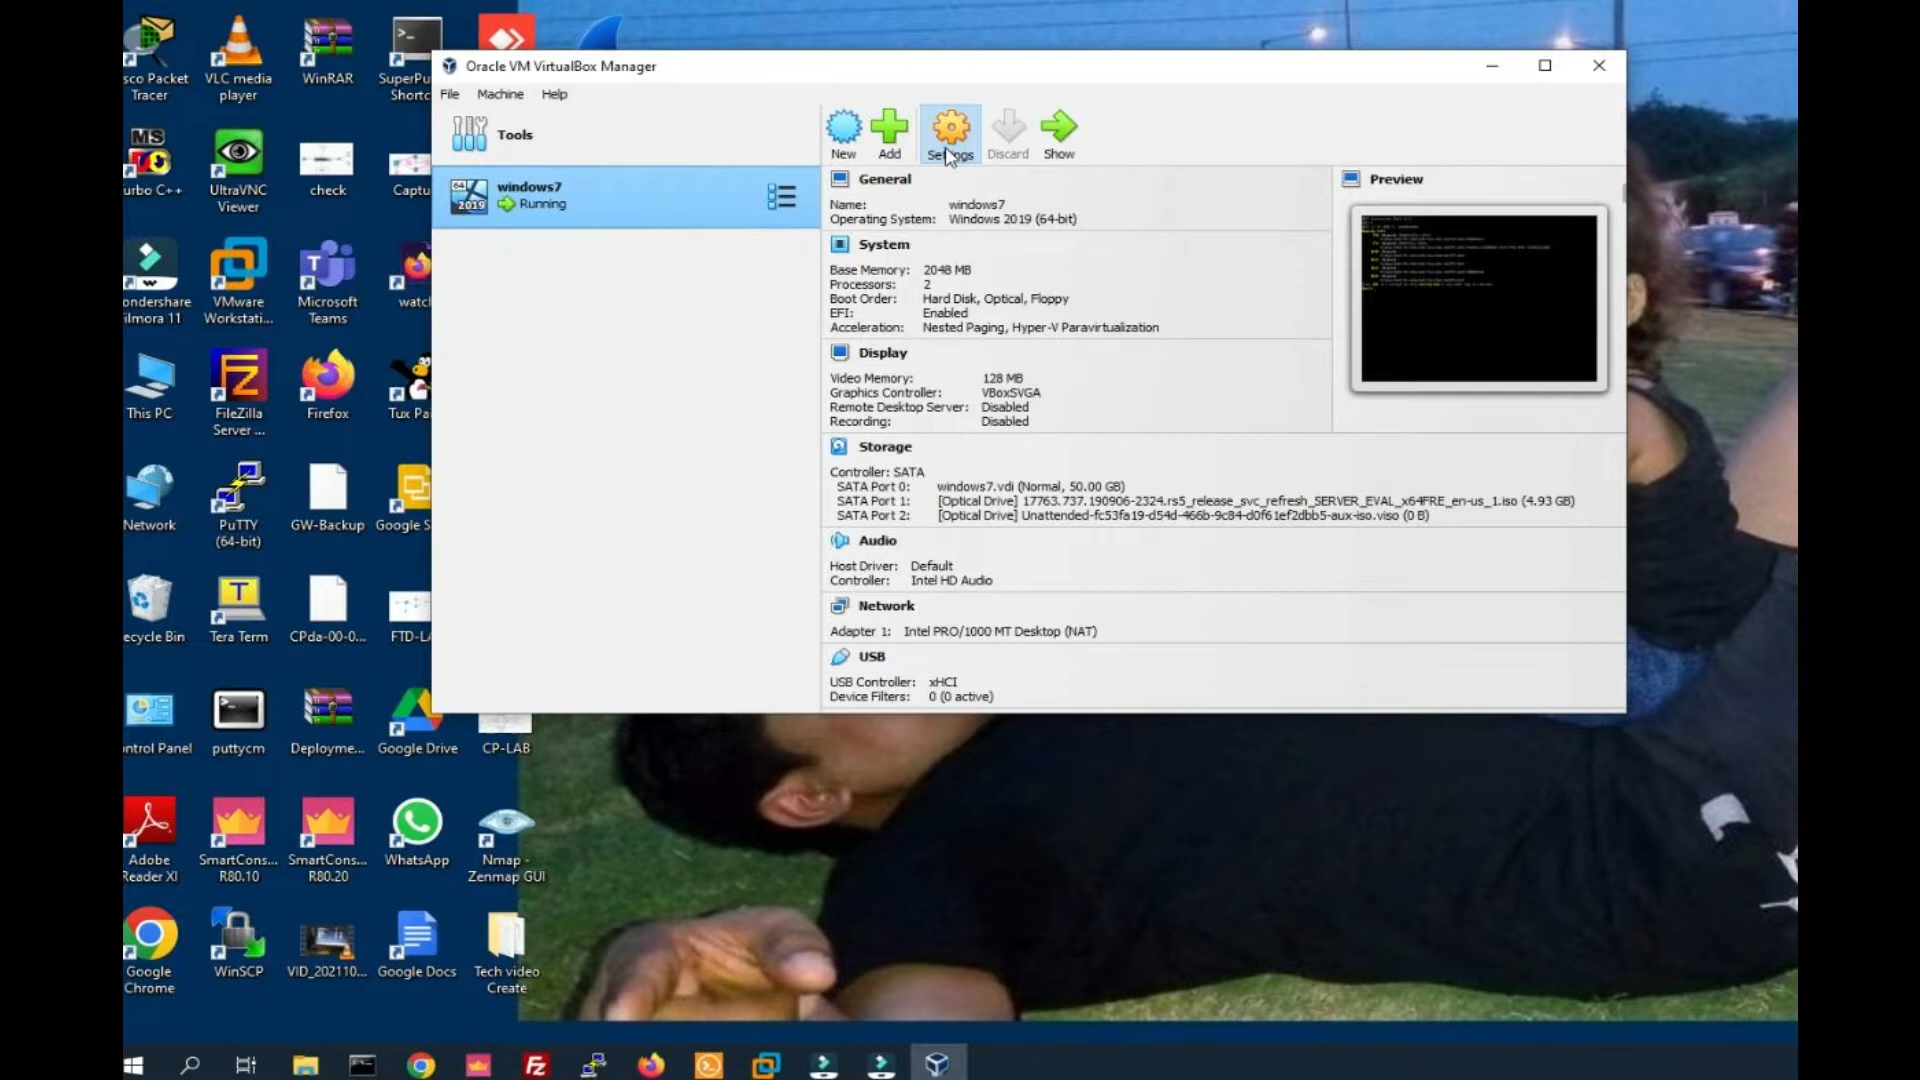 Oracle VM VirtualBox Manager
File Machine Help
Tools
New Add Settings Discard Show
64
2019
windows7
Running
General
Name: windows7
Operating System: Windows 2019 (64-bit)
System
Base Memory: 2048 MB
Processors: 2
Boot Order: Hard Disk, Optical, Floppy
EFI: Enabled
Acceleration: Nested Paging, Hyper-V Paravirtualization
Display
Video Memory: 128 MB
Graphics Controller: VBoxSVGA
Remote Desktop Server: Disabled
Recording: Disabled
Preview
Storage
Controller: SATA
SATA Port 0: windows7.vdi (Normal, 50.00 GB)
SATA Port 1: [Optical Drive] 17763.737.190906-2324.rs5_release_svc_refresh_SERVER_EVAL_x64FRE_en-us_1.iso (4.93 GB)
SATA Port 2: [Optical Drive] Unattended-fc53fa19-d54d-466b-9c84-d0f61ef2dbb5-aux-iso.viso (0 B)
Audio
Host Driver: Default
Controller: Intel HD Audio
Network
Adapter 1: Intel PRO/1000 MT Desktop (NAT)
USB
USB Controller: xHCI
Device Filters: 0 (0 active)
sco Packet
Tracer
VLC media
player
WinRAR
SuperPu
Shortc
MS
urbo C++
UltraVNC
Viewer
check
Captu
ondershare
ilmora 11
VMware
Workstati...
Microsoft
Teams
watch
This PC
FileZilla
Server ...
Firefox
Tux Pai
Network
PuTTY
(64-bit)
GW-Backup
Google S
ecycle Bin
Tera Term
CPda-00-0...
FTD-LA
ontrol Panel
puttycm
Deployme...
Google Drive
CP-LAB
Adobe
Reader XI
SmartCons...
R80.10
SmartCons...
R80.20
WhatsApp
Nmap -
Zenmap GUI
Google
Chrome
WinSCP
VID_202110...
Google Docs
Tech video
Create